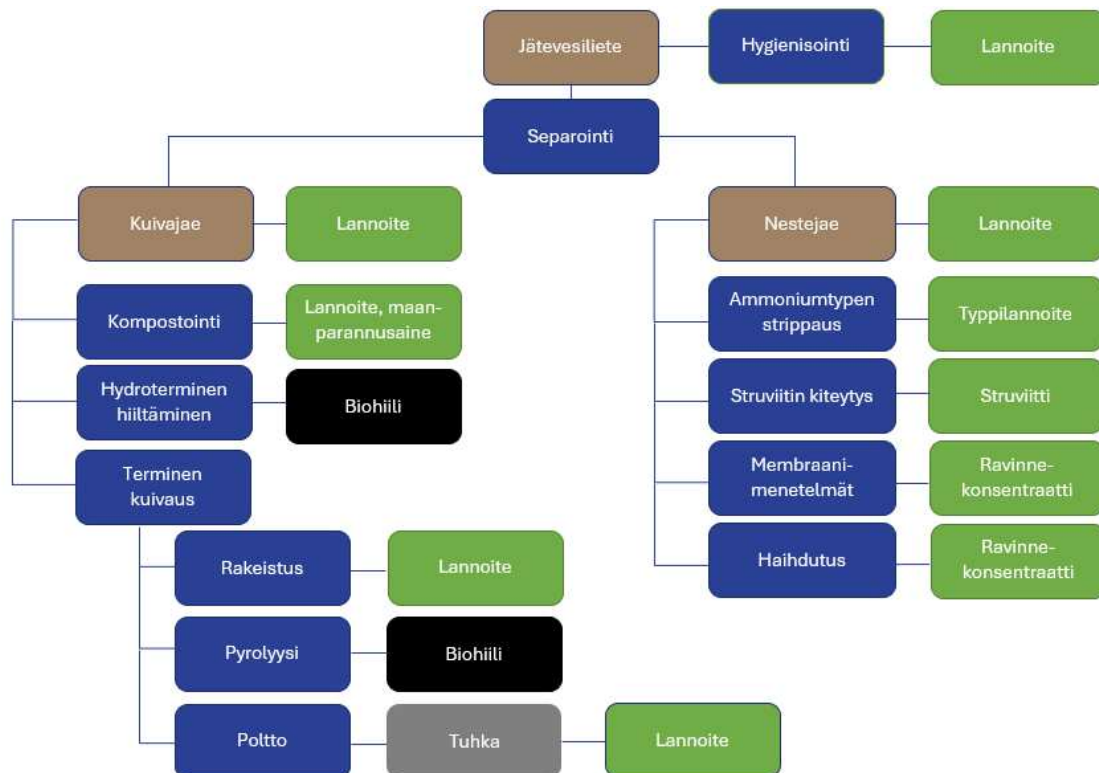 Jätevesiliete
Hygienisointi
Lannoite
Separointi
Kuivajae
Lannoite
Nestejae
Lannoite
Kompostointi
Lannoite, maan-
parannusaine
Ammoniumtypen
strippaus
Typpilannoite
Hydroterminen
hiiltäminen
Biohiili
Struviitin kiteytys
Struviitti
Terminen
kuivaus
Membraani-
menetelmät
Ravinne-
konsentraatti
Rakeistus
Lannoite
Haihdutus
Ravinne-
konsentraatti
Pyrolyysi
Biohiili
Poltto
Tuhka
Lannoite